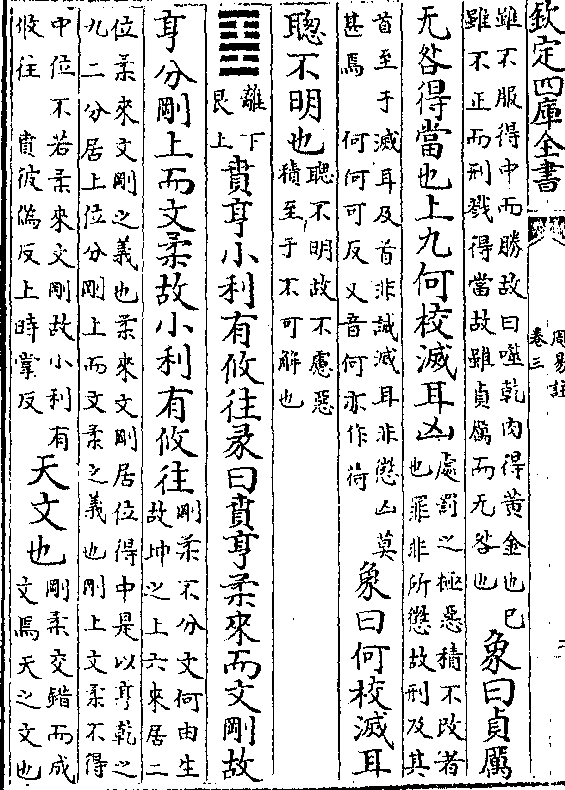 欽定四庫全書
周易註
卷三
雖不服得中而勝故曰噬乾肉得黃金也已
雖不正而刑戮得當故雖貞厲而无咎也
象曰貞厲
无咎得當也上九何校滅耳凶
處罰之極惡積不改者
也罪非所懲故刑及其
首至于滅耳及首非誡滅耳非懲凶莫
甚焉　何何可反又音何亦作荷
象曰何校滅耳
聰不明也
聰不明故不慮惡
積至于不可解也
䷕
離下
艮上
賁亨小利有攸往彖曰賁亨柔來而文剛故
亨分剛上而文柔故小利有攸往
剛柔不分文何由生
故坤之上六來居二
位柔來文剛之義也柔來文剛居位得中是以亨乾之
九二分居上位分剛上而文柔之義也剛上文柔不得
中位不若柔來文剛故小利有
攸往　賁彼偽反上時掌反
天文也
剛柔交錯而成
文焉天之文也